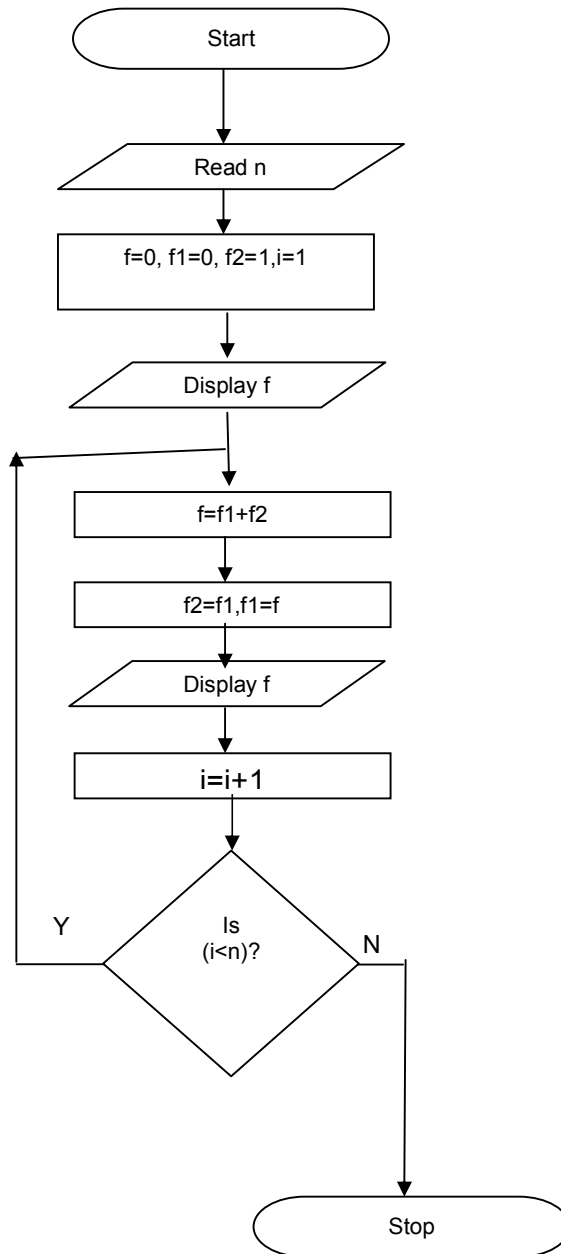 Start
Read n
f=0, f1=0, f2=1,i=1
Display f
f=f1+f2
f2=f1,f1=f
Display f
i=i+1
Is
(i<n)?
Y
N
Stop